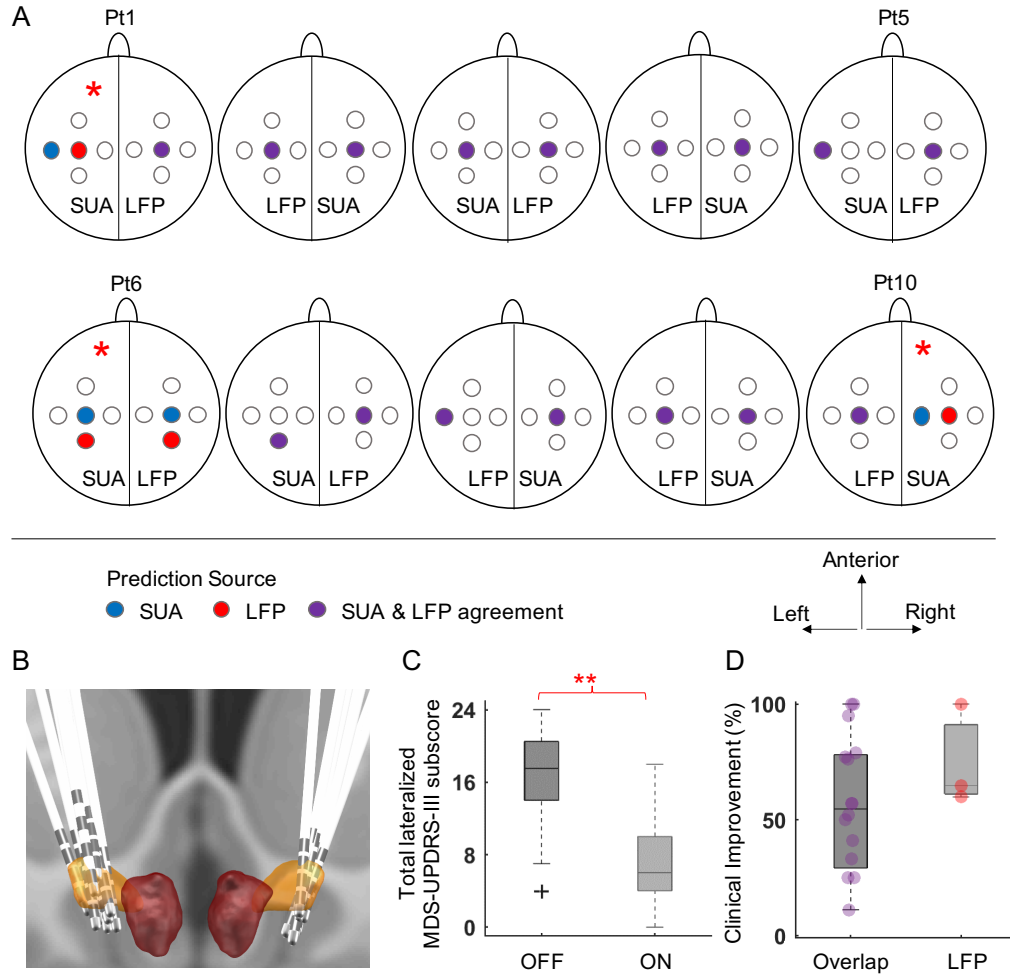 A
Pt1 Pt5
*
SUA LFP LFP SUA SUA LFP LFP SUA SUA LFP
Pt6 Pt10
* *
SUA LFP SUA LFP LFP SUA LFP SUA LFP SUA
Prediction Source
SUA LFP SUA & LFP agreement
Anterior
Left Right
B
C
**
Total lateralized
MDS-UPDRS-III subscore
24
16
8
0
OFF ON
D
Clinical Improvement (%)
100
50
0
Overlap LFP